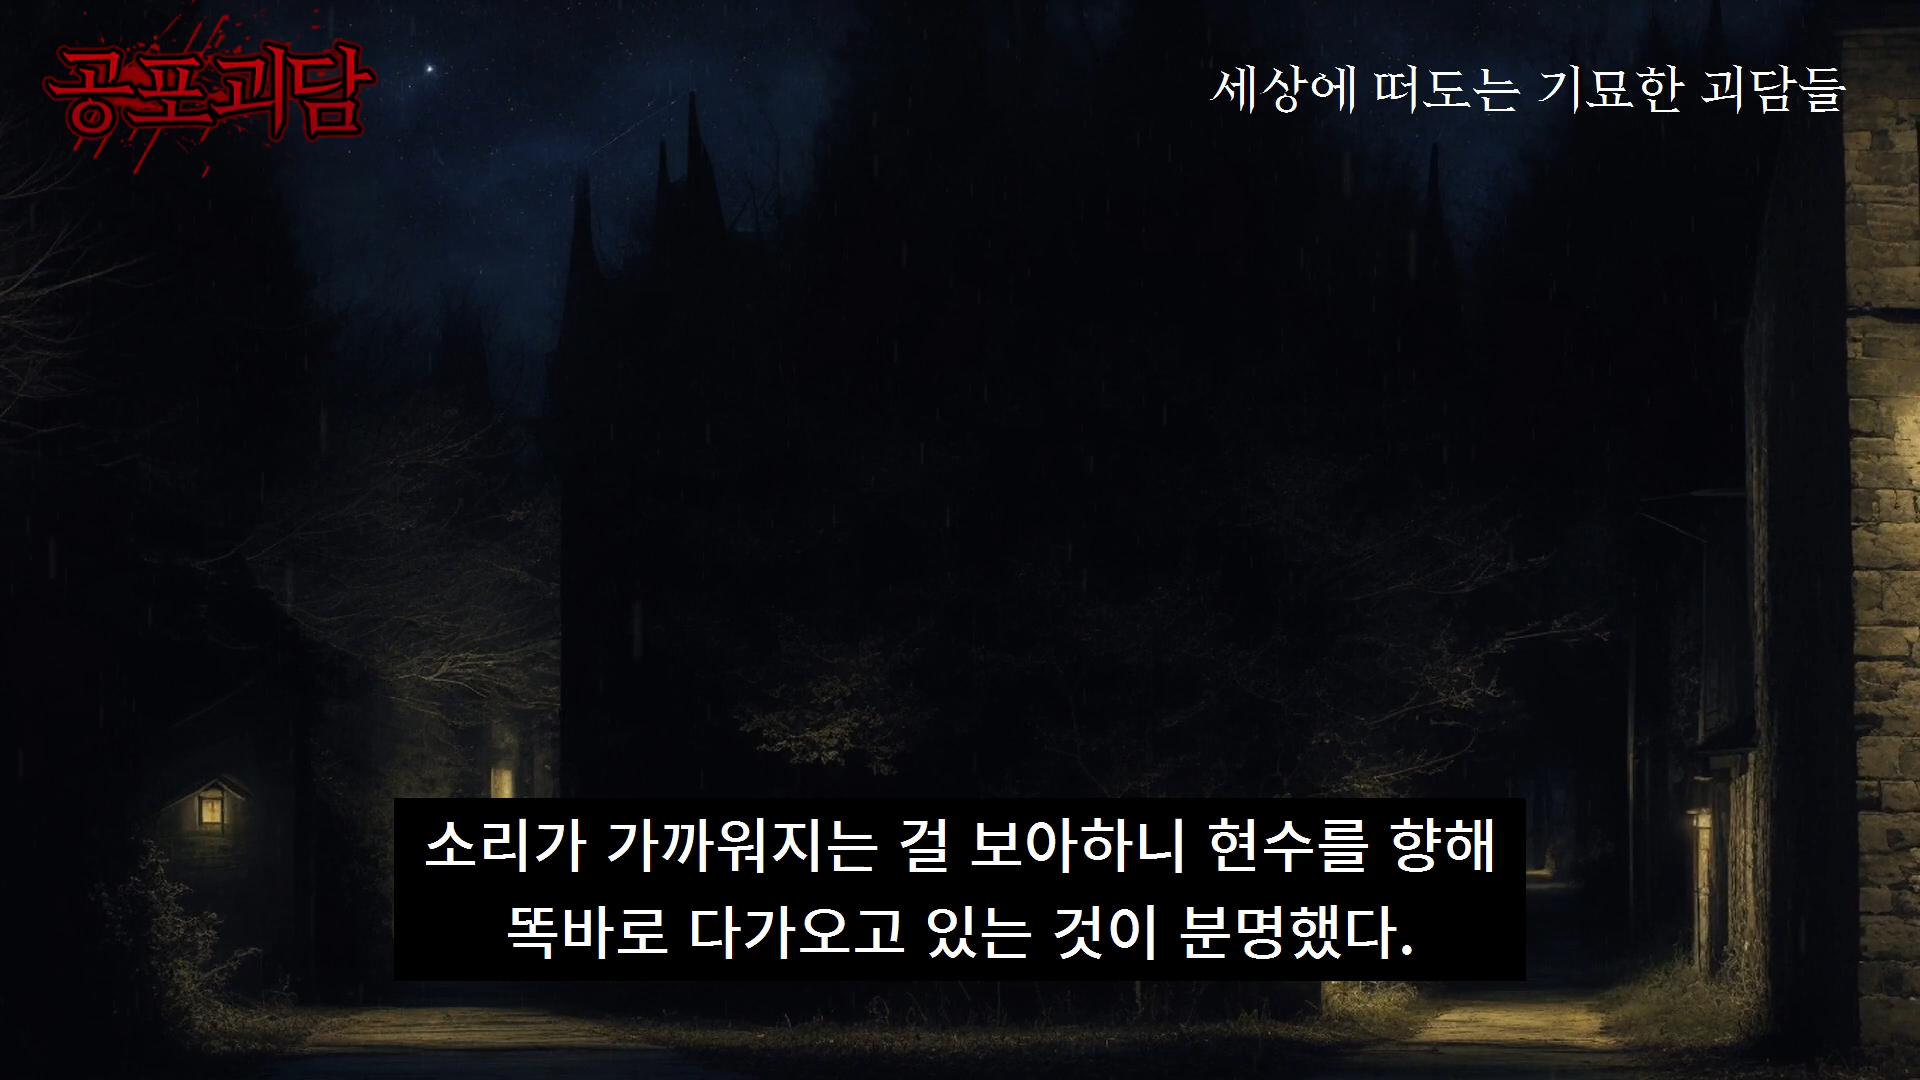 공포괴담
세상에 떠도는 기묘한 괴담들
소리가 가까워지는 걸 보아하니 현수를 향해
똑바로 다가오고 있는 것이 분명했다.